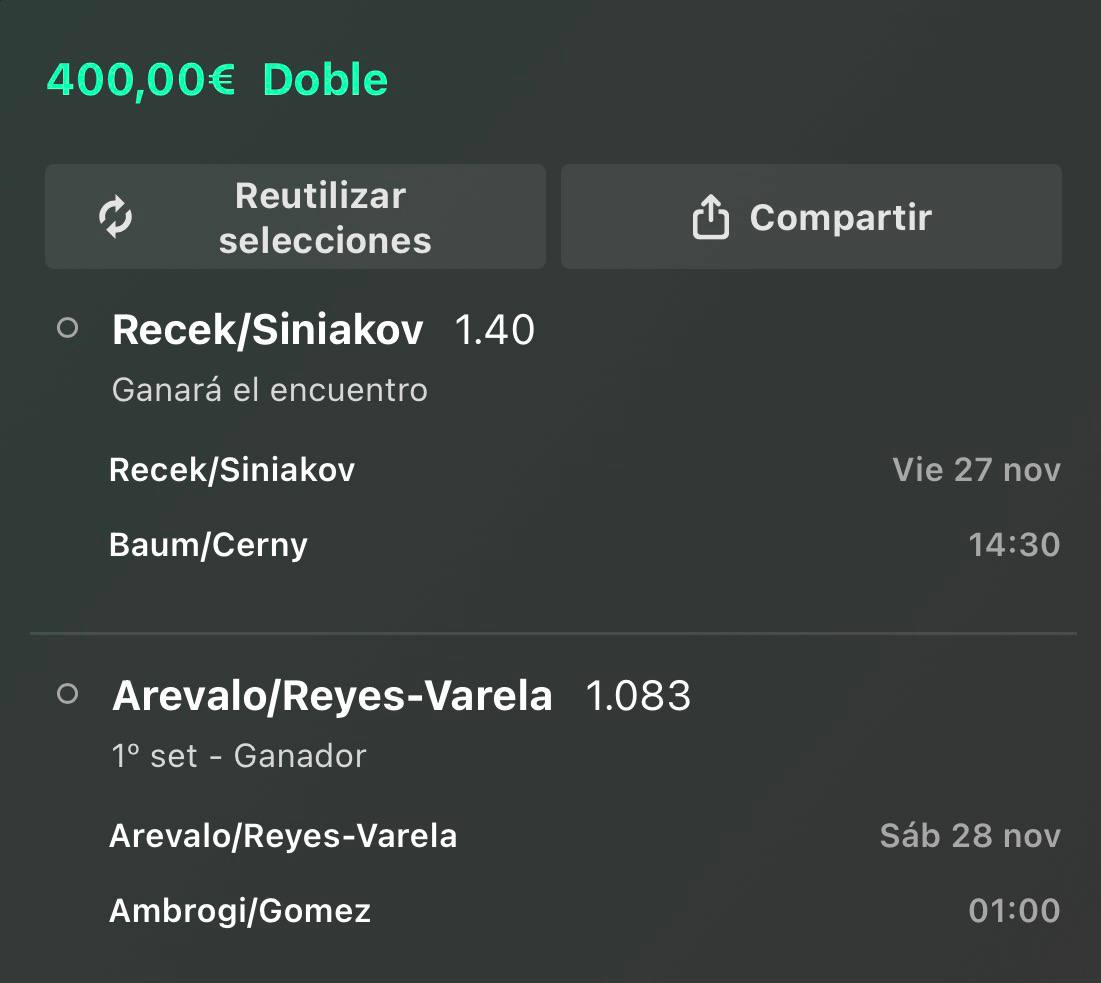 400,00€ Doble
Reutilizar
selecciones
Compartir
Recek/Siniakov 1.40
Ganará el encuentro
Recek/Siniakov Vie 27 nov
Baum/Cerny 14:30
Arevalo/Reyes-Varela 1.083
1º set - Ganador
Arevalo/Reyes-Varela Sáb 28 nov
Ambrogi/Gomez 01:00